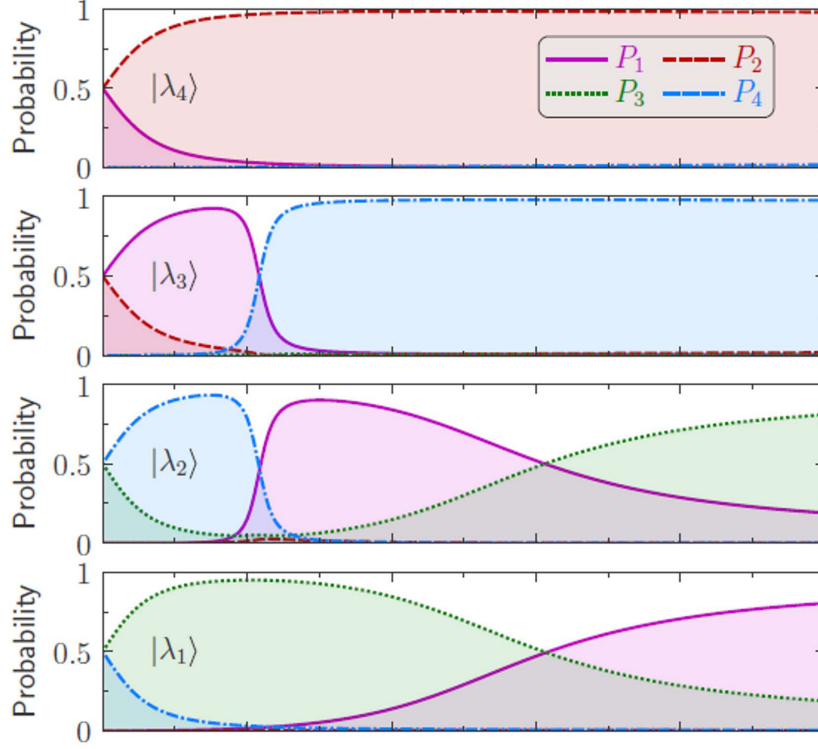 1
0.5
0
Probability
|λ₄⟩
P₁ P₂
P₃ P₄
1
0.5
0
Probability
|λ₃⟩
1
0.5
0
Probability
|λ₂⟩
1
0.5
0
Probability
|λ₁⟩